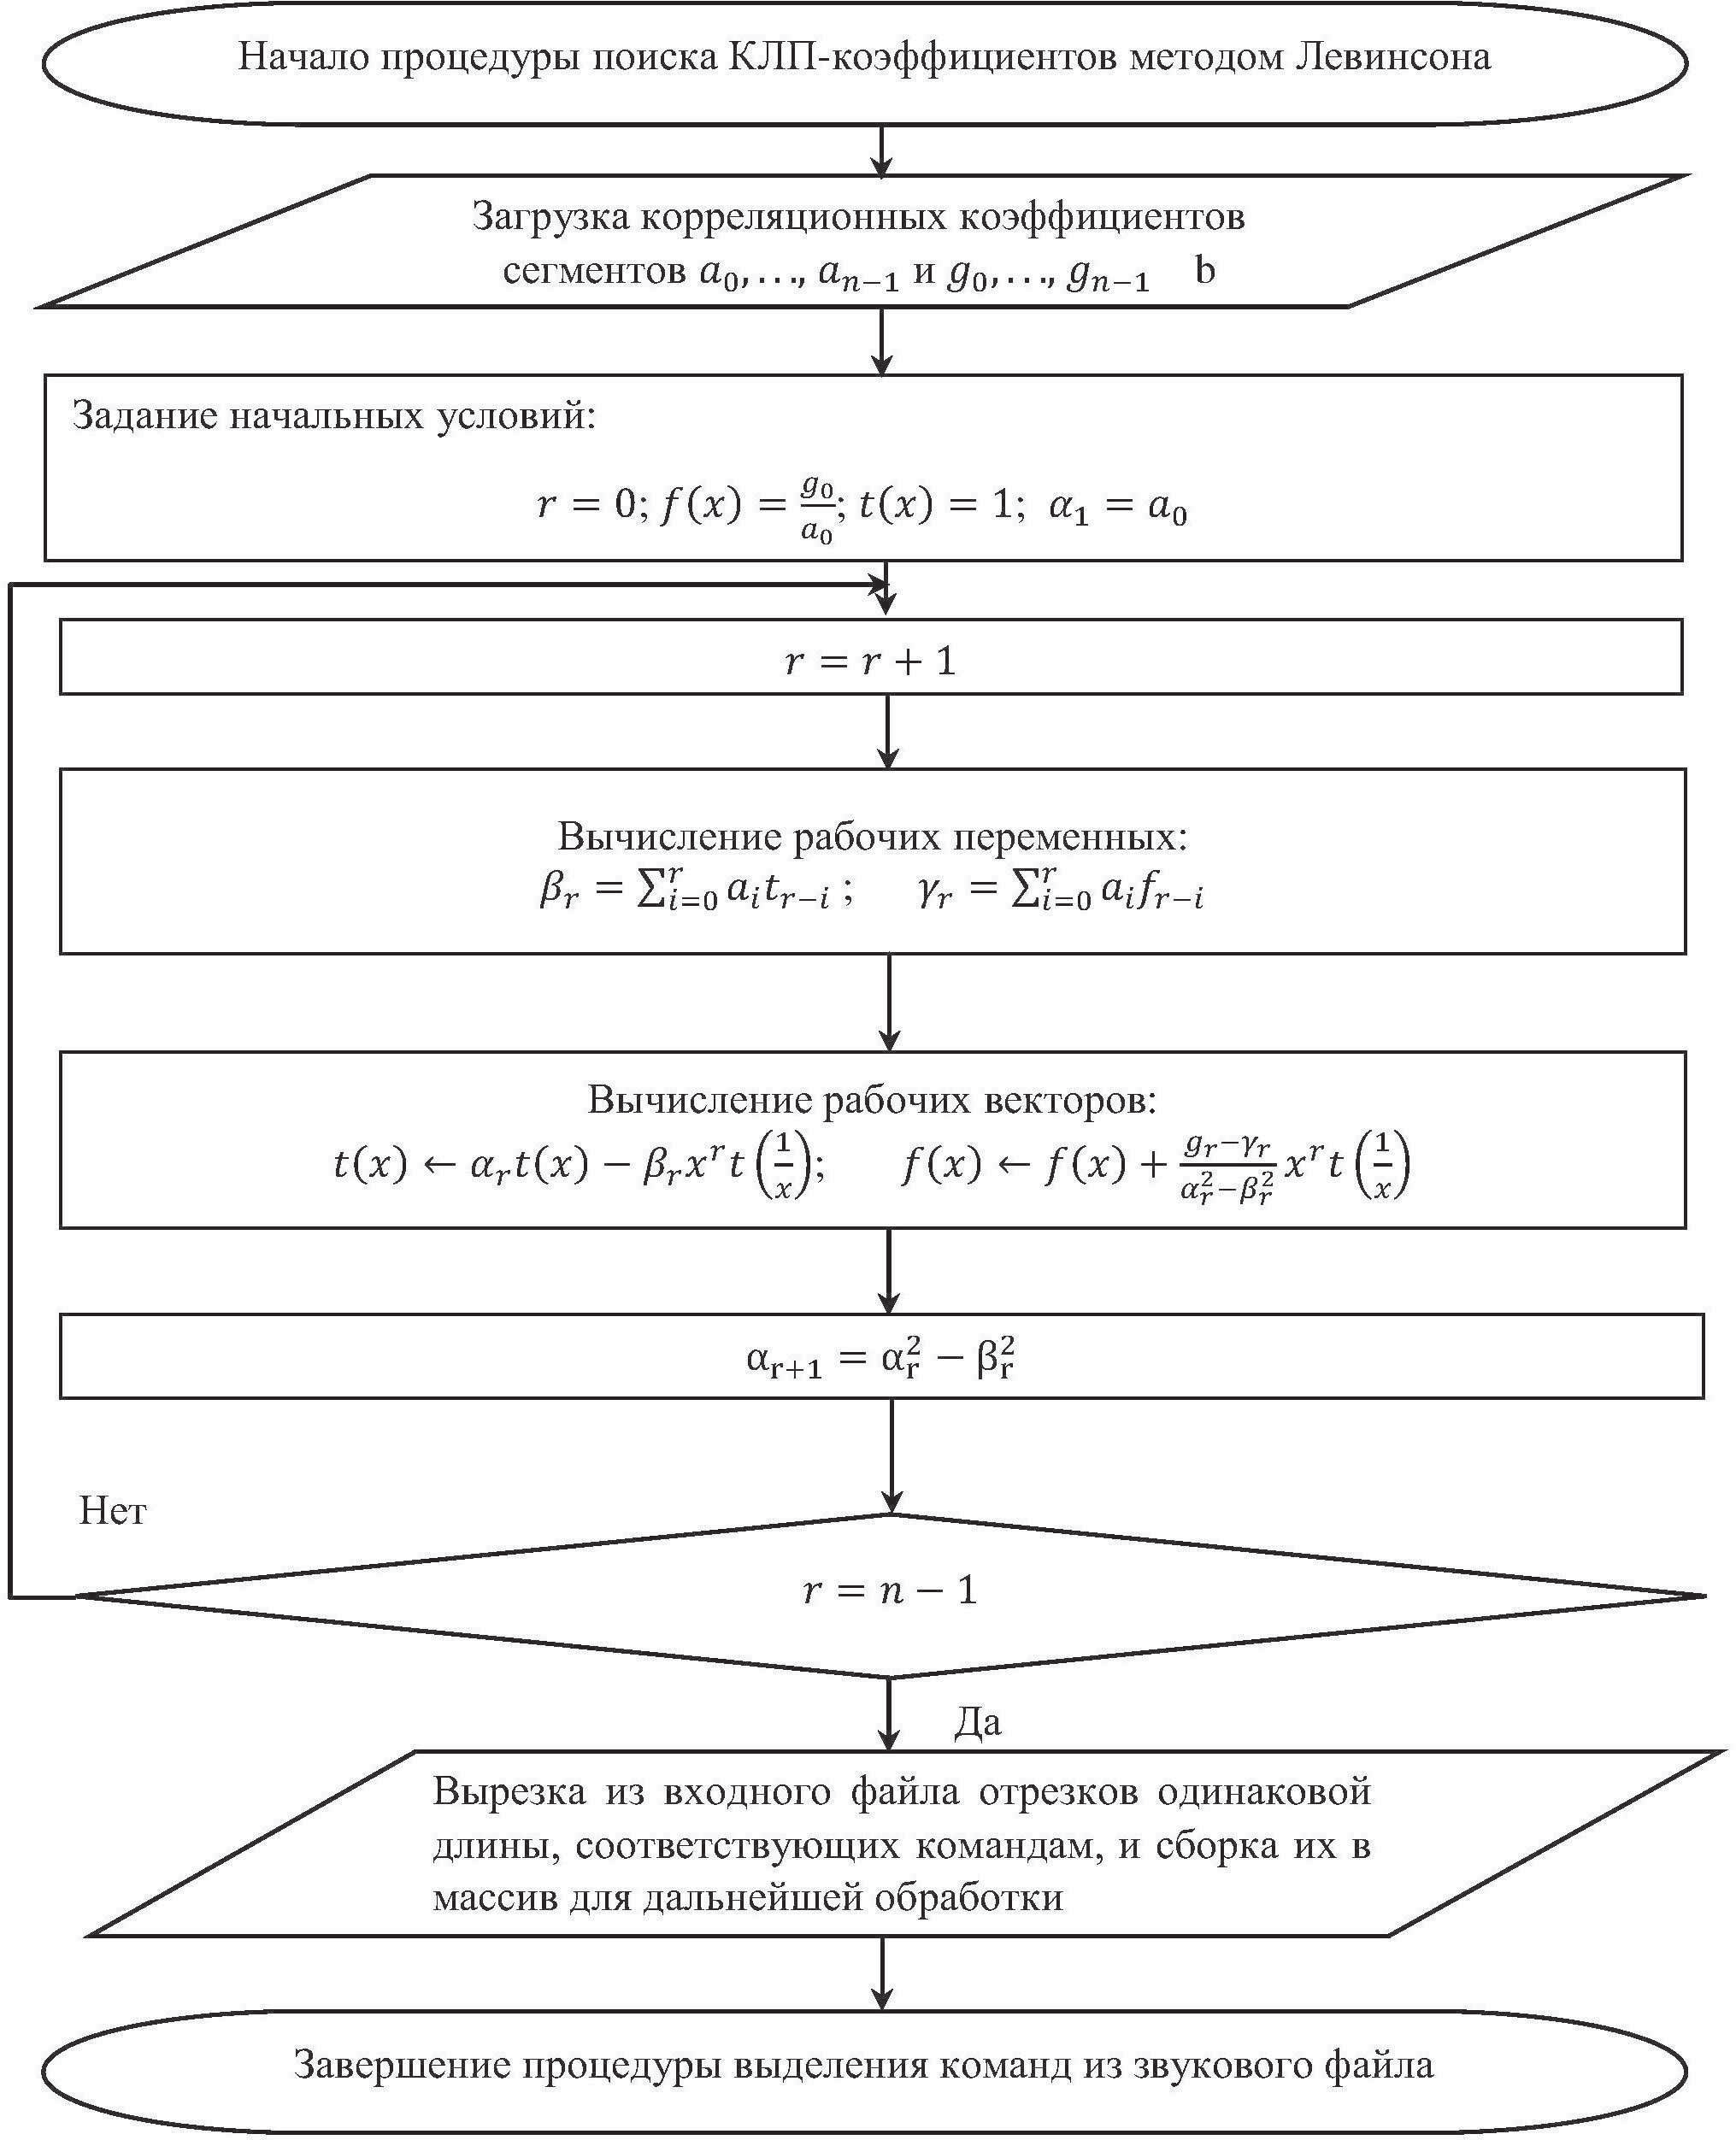 Начало процедуры поиска КЛП-коэффициентов методом Левинсона
Загрузка корреляционных коэффициентов
сегментов a₀,…, aₙ₋₁ и g₀,…, gₙ₋₁ b
Задание начальных условий:
r = 0; f(x) = g₀/a₀; t(x) = 1; α₁ = a₀
r = r + 1
Вычисление рабочих переменных:
βᵣ = ∑ᵢ₌₀ʳ aᵢtᵣ₋ᵢ ; γᵣ = ∑ᵢ₌₀ʳ aᵢfᵣ₋ᵢ
Вычисление рабочих векторов:
t(x) ← αᵣt(x) − βᵣxʳt(1/x); f(x) ← f(x) + (gᵣ−γᵣ)/(αᵣ²−βᵣ²) xʳt(1/x)
αᵣ₊₁ = αᵣ² − βᵣ²
Нет
r = n − 1
Да
Вырезка из входного файла отрезков одинаковой
длины, соответствующих командам, и сборка их в
массив для дальнейшей обработки
Завершение процедуры выделения команд из звукового файла